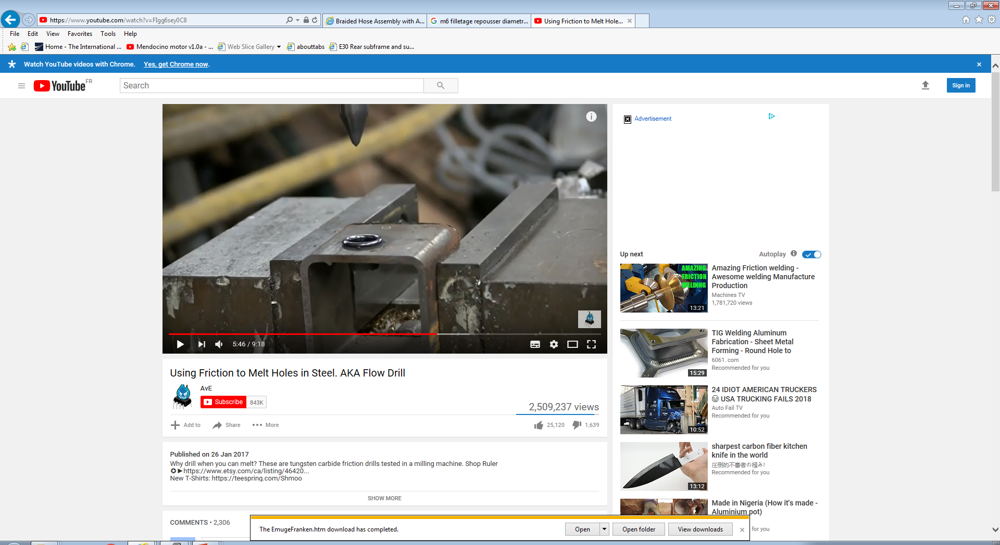 https://www.youtube.com/watch?v=FIgg6sey0C8
Braided Hose Assembly with A...
m6 filletage repousser diametr...
Using Friction to Melt Hole...
File Edit View Favorites Tools Help
Home - The International ...
Mendocino motor v1.0a - ...
Web Slice Gallery
abouttabs
E30 Rear subframe and su...
Watch YouTube videos with Chrome. Yes, get Chrome now.
YouTube FR
Search
Sign in
Advertisement
5:46 / 9:18
Up next
Autoplay
AMAZING
FRICTION
WELDING
13:21
Amazing Friction welding -
Awesome welding Manufacture
Production
Machines TV
1,781,720 views
15:29
TIG Welding Aluminum
Fabrication - Sheet Metal
Forming - Round Hole to
6061. com
Recommended for you
10:52
24 IDIOT AMERICAN TRUCKERS
😂 USA TRUCKING FAILS 2018
Auto Fail TV
Recommended for you
13:12
sharpest carbon fiber kitchen
knife in the world
圧倒的不審者の極み!
Recommended for you
Made in Nigeria (How it's made -
Aluminium pot)
for you
Using Friction to Melt Holes in Steel. AKA Flow Drill
AvE
Subscribe 843K
2,509,237 views
Add to Share More
25,120 1,639
Published on 26 Jan 2017
Why drill when you can melt? These are tungsten carbide friction drills tested in a milling machine. Shop Ruler
✪►https://www.etsy.com/ca/listing/46420...
New T-Shirts: https://teespring.com/Shmoo
SHOW MORE
COMMENTS • 2,306
The EmugeFranken.htm download has completed.
Open
Open folder
View downloads